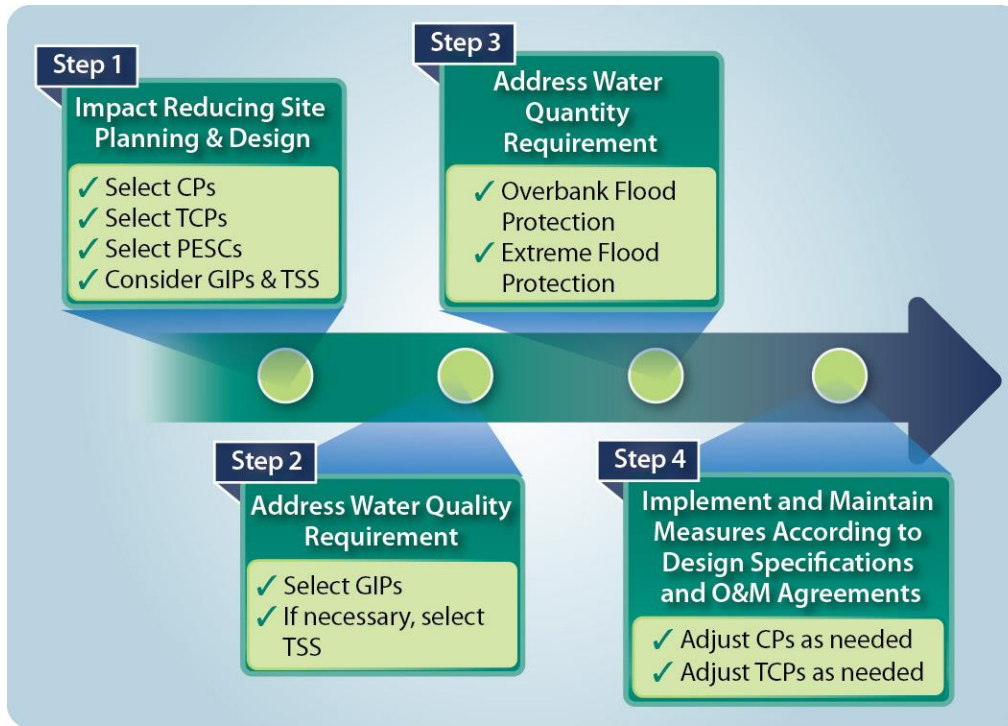 Step 1
Impact Reducing Site
Planning & Design
✓ Select CPs
✓ Select TCPs
✓ Select PESCs
✓ Consider GIPs & TSS
Step 2
Address Water Quality
Requirement
✓ Select GIPs
✓ If necessary, select
TSS
Step 3
Address Water
Quantity
Requirement
✓ Overbank Flood
Protection
✓ Extreme Flood
Protection
Step 4
Implement and Maintain
Measures According to
Design Specifications
and O&M Agreements
✓ Adjust CPs as needed
✓ Adjust TCPs as needed